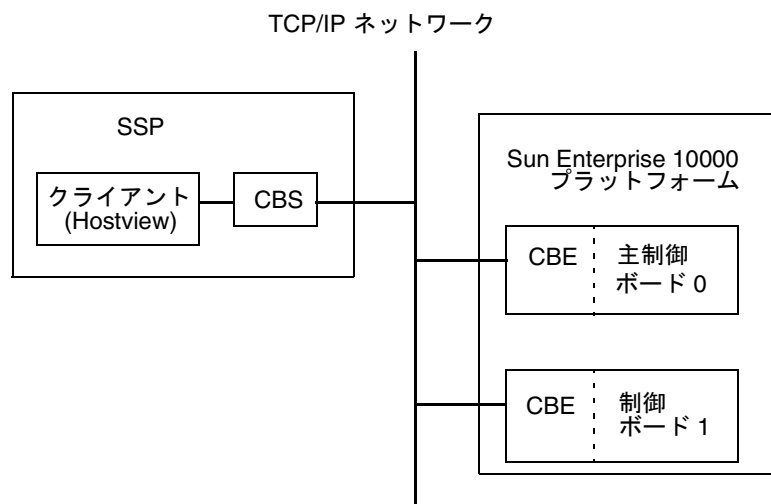 TCP/IP ネットワーク
SSP
クライアント
(Hostview)
CBS
Sun Enterprise 10000
プラットフォーム
CBE
主制御
ボード 0
CBE
制御
ボード 1